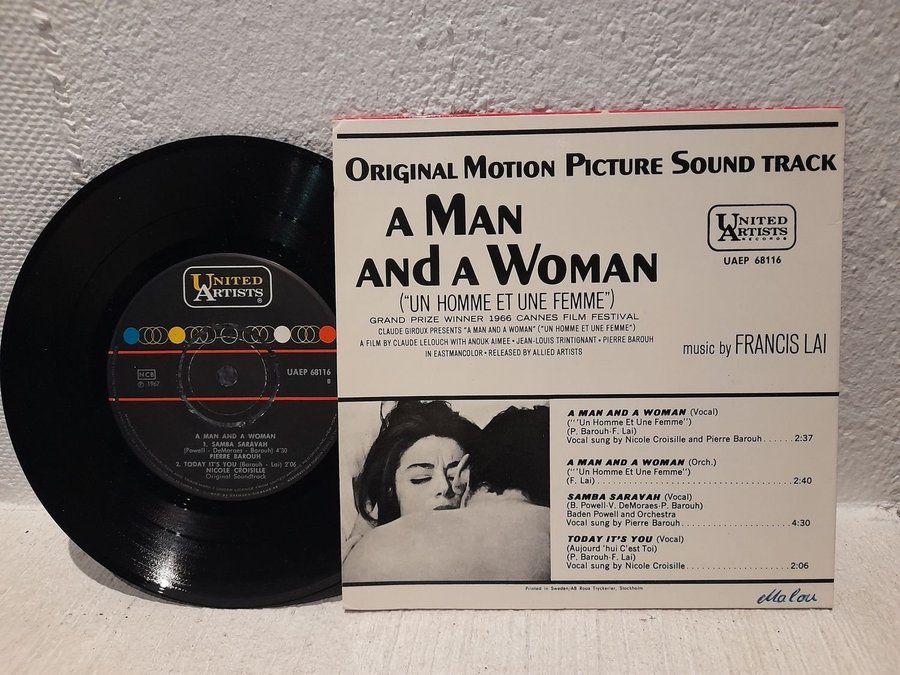 ORIGINAL MOTION PICTURE SOUND TRACK
A MAN
AND A WOMAN
("UN HOMME ET UNE FEMME")
GRAND PRIZE WINNER 1966 CANNES FILM FESTIVAL
CLAUDE GIROUX PRESENTS "A MAN AND A WOMAN" ("UN HOMME ET UNE FEMME")
A FILM BY CLAUDE LELOUCH WITH ANOUK AIMEE • JEAN-LOUIS TRINTIGNANT • PIERRE BAROUH
IN EASTMANCOLOR • RELEASED BY ALLIED ARTISTS
UNITED
ARTISTS
RECORDS
UAEP 68116
music by FRANCIS LAI
A MAN AND A WOMAN (Vocal)
("'Un Homme Et Une Femme'')
(P. Barouh-F. Lai)
Vocal sung by Nicole Croisille and Pierre Barouh......2:37
A MAN AND A WOMAN (Orch.)
("'Un Homme Et Une Femme'')
(F. Lai)..........................2:40
SAMBA SARAVAH (Vocal)
(B. Powell-V. DeMoraes-P. Barouh)
Baden Powell and Orchestra
Vocal sung by Pierre Barouh....................4:30
TODAY IT'S YOU (Vocal)
(Aujourd 'hui C'est Toi)
(P. Barouh-F. Lai)
Vocal sung by Nicole Croisille...................2:06
Printed in Sweden/AB Roos Tryckerier, Stockholm
Malou
UNITED
ARTISTS
®
NCB
℗ 1967
UAEP 68116
B
A MAN AND A WOMAN
1. SAMBA SARAVAH
(Powell - DeMoraes - Barouh) 4'30
PIERRE BAROUH
2. TODAY IT'S YOU (Barouh - Lai) 2'06
NICOLE CROISILLE
Original Soundtrack